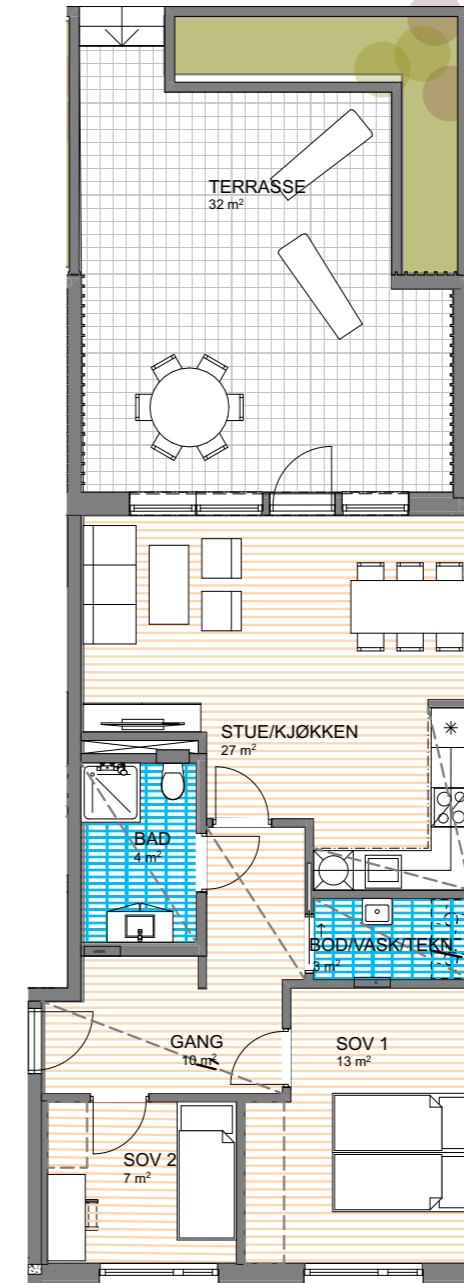 TERRASSE
32 m²
STUE/KJØKKEN
27 m²
BAD
4 m²
BOD/VASK/TEKN
3 m²
GANG
10 m²
SOV 1
13 m²
SOV 2
7 m²